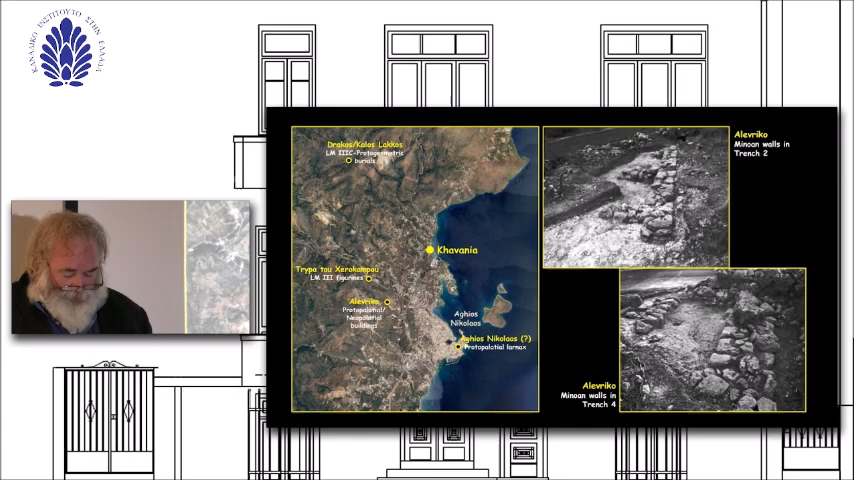 ΚΑΝΑΔΙΚΟ ΙΝΣΤΙΤΟΥΤΟ ΣΤΗΝ ΕΛΛΑΔΑ
Drakos/Kalos Lakkos
LM IIIC-Protogeometric
burials
Khavania
Trypa tou Xerokampou
LM III figurines
Alevriko
Protopalatial/
Neopalatial
buildings
Aghios
Nikolaos
Aghios Nikolaos (?)
Protopalatial larnax
Alevriko
Minoan walls in
Trench 2
Alevriko
Minoan walls in
Trench 4